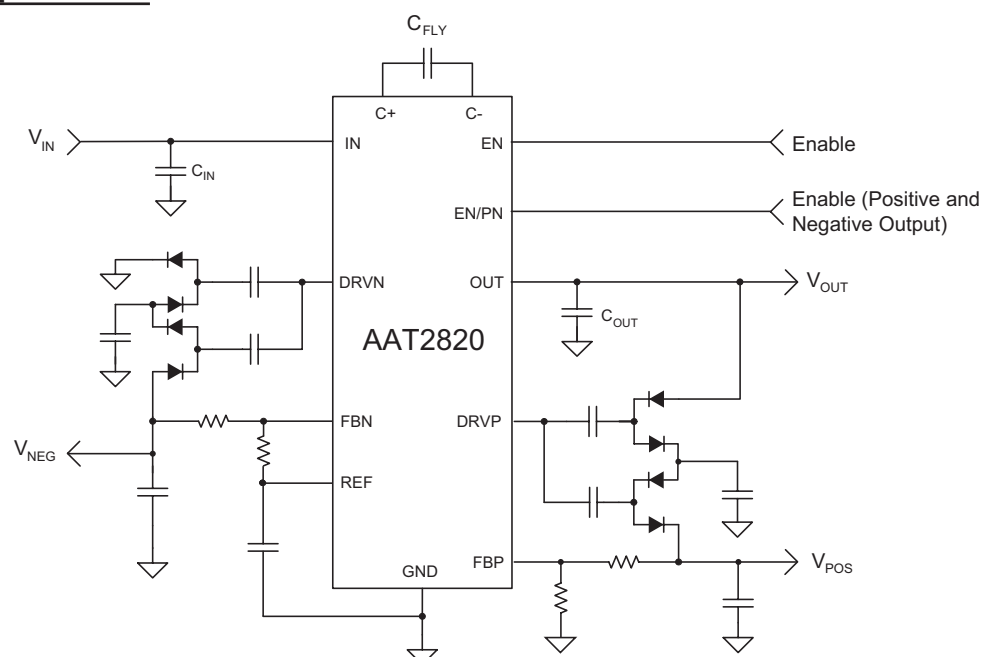 C_FLY
C+ C-
V_IN IN EN Enable
C_IN
EN/PN Enable (Positive and
Negative Output)
DRVN OUT V_OUT
C_OUT
AAT2820
FBN DRVP
V_NEG
REF
FBP V_POS
GND